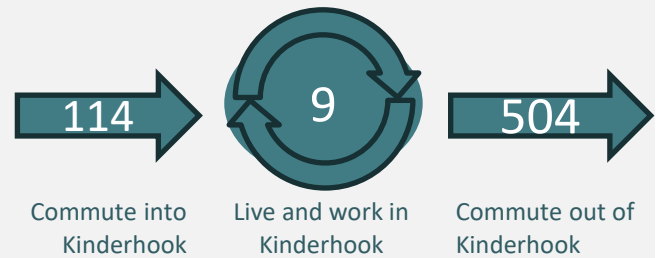 114
9
504
Commute into
Kinderhook
Live and work in
Kinderhook
Commute out of
Kinderhook